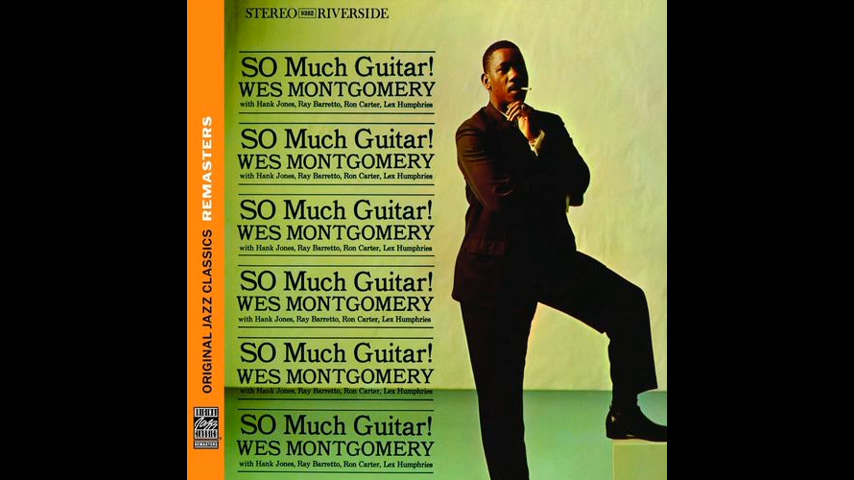 STEREO 9382 RIVERSIDE
SO Much Guitar!
WES MONTGOMERY
with Hank Jones, Ray Barretto, Ron Carter, Lex Humphries
SO Much Guitar!
WES MONTGOMERY
with Hank Jones, Ray Barretto, Ron Carter, Lex Humphries
SO Much Guitar!
WES MONTGOMERY
with Hank Jones, Ray Barretto, Ron Carter, Lex Humphries
SO Much Guitar!
WES MONTGOMERY
with Hank Jones, Ray Barretto, Ron Carter, Lex Humphries
SO Much Guitar!
WES MONTGOMERY
with Hank Jones, Ray Barretto, Ron Carter, Lex Humphries
SO Much Guitar!
WES MONTGOMERY
with Hank Jones, Ray Barretto, Ron Carter, Lex Humphries
ORIGINAL JAZZ CLASSICS REMASTERS
Jazz
REMASTERS